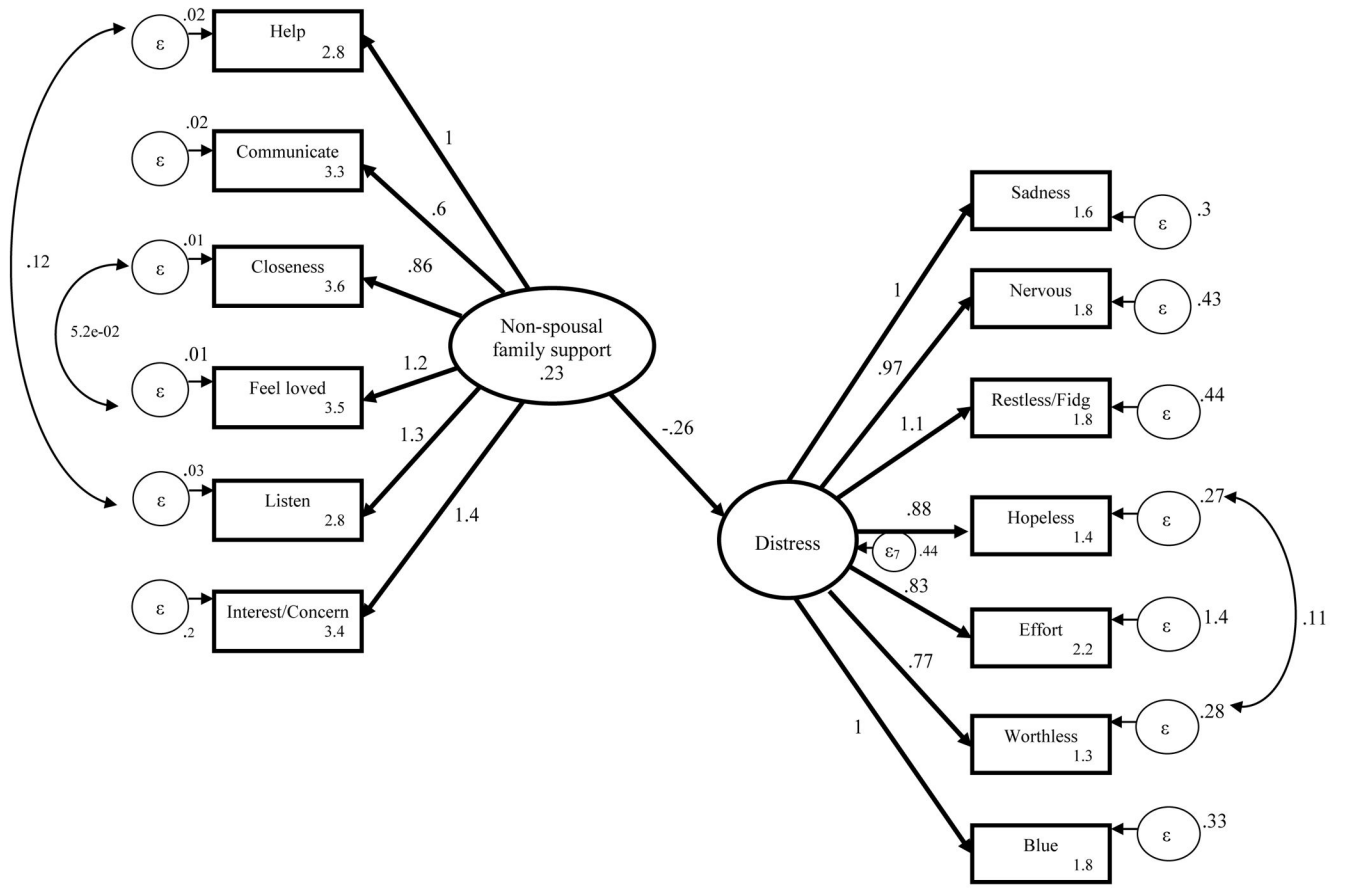 .02
ε
Help
2.8
.02
ε
Communicate
3.3
.01
ε
Closeness
3.6
.01
ε
Feel loved
3.5
.03
ε
Listen
2.8
ε
.2
Interest/Concern
3.4
.12
5.2e-02
1
.6
.86
1.2
1.3
1.4
Non-spousal
family support
.23
-.26
Distress
ε7
.44
1
.97
1.1
.88
.83
.77
1
Sadness
1.6
ε
.3
Nervous
1.8
ε
.43
Restless/Fidg
1.8
ε
.44
Hopeless
1.4
ε
.27
Effort
2.2
ε
1.4
Worthless
1.3
ε
.28
Blue
1.8
ε
.33
.11